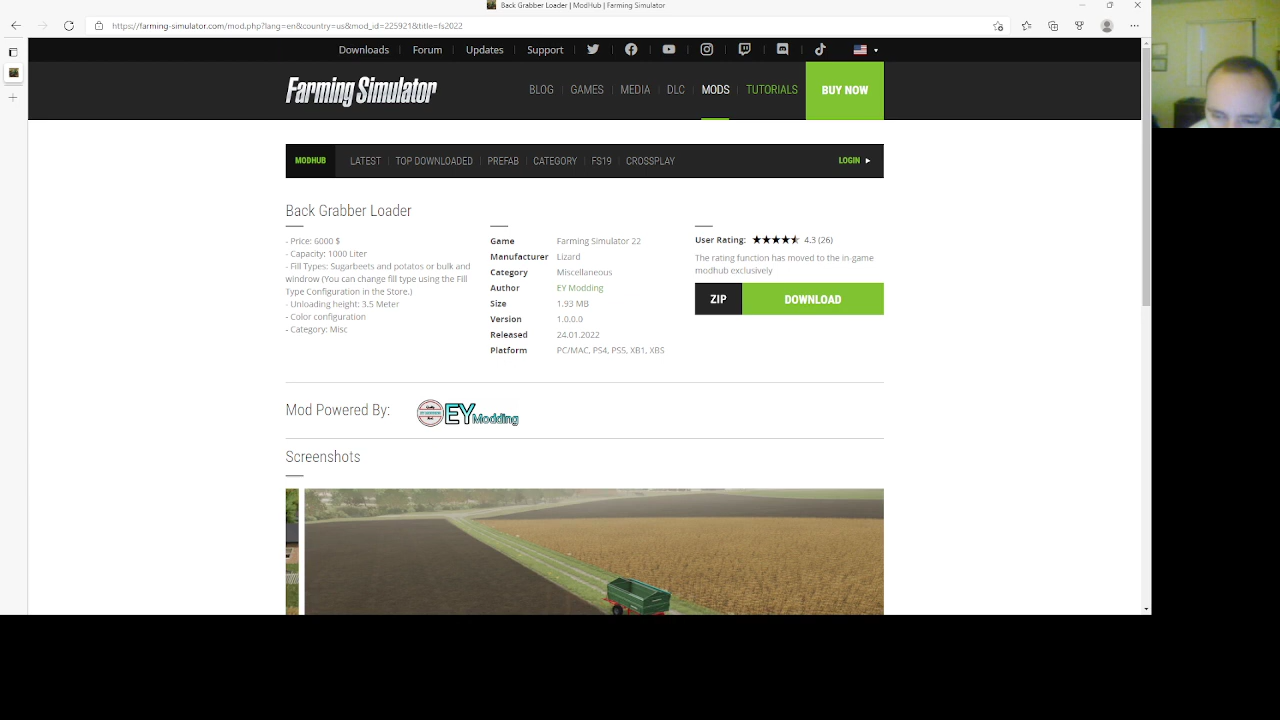 Back Grabber Loader | ModHub | Farming Simulator
https://farming-simulator.com/mod.php?lang=en&country=us&mod_id=225921&title=fs2022
Downloads Forum Updates Support
Farming Simulator
BLOG GAMES MEDIA DLC MODS TUTORIALS BUY NOW
MODHUB LATEST TOP DOWNLOADED PREFAB CATEGORY FS19 CROSSPLAY LOGIN
Back Grabber Loader
- Price: 6000 $
- Capacity: 1000 Liter
- Fill Types: Sugarbeets and potatos or bulk and
windrow (You can change fill type using the Fill
Type Configuration in the Store.)
- Unloading height: 3,5 Meter
- Color configuration
- Category: Misc
Game Farming Simulator 22
Manufacturer Lizard
Category Miscellaneous
Author EY Modding
Size 1.93 MB
Version 1.0.0.0
Released 24.01.2022
Platform PC/MAC, PS4, PS5, XB1, XBS
User Rating: 4.3 (26)
The rating function has moved to the in-game
modhub exclusively
ZIP DOWNLOAD
Mod Powered By:
EY Modding
Screenshots